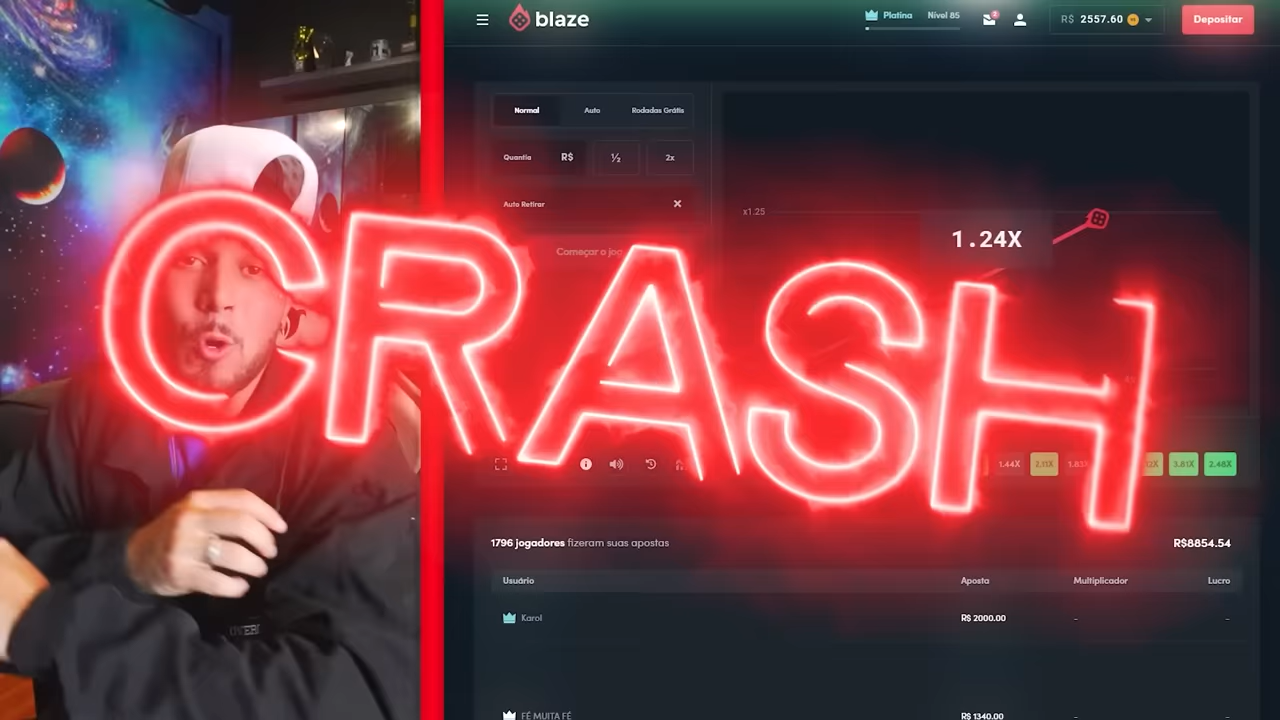 blaze
Platina
Nível 85
R$ 2557.60
Depositar
Normal
Auto
Rodadas Grátis
Quantia
R$
½
2x
Auto Retirar
Começar o
x1.25
1.24X
CRASH
1.44X
2.11X
3.81X
2.48X
1796 jogadores fizeram suas apostas
R$8854.54
Usuário
Aposta
Multiplicador
Lucro
Karol
R$ 2000.00
-
-
FÉ MUITA FÉ
R$ 1340.00